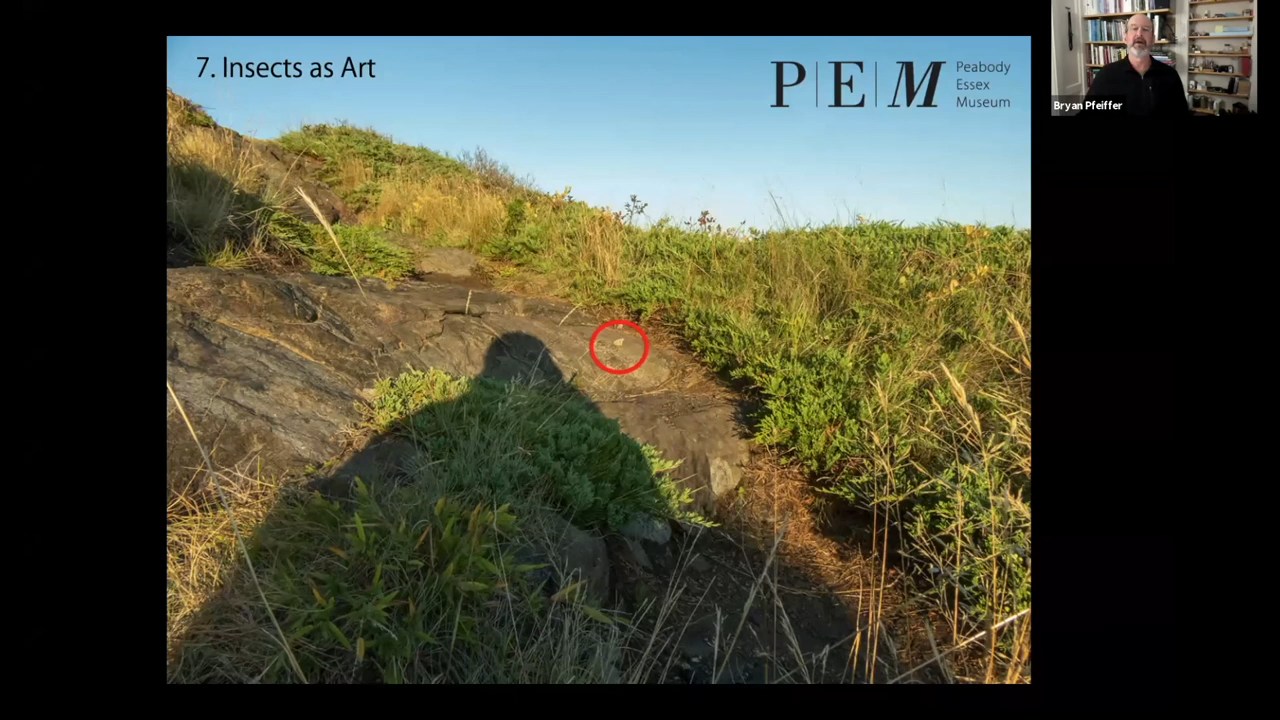 7. Insects as Art
P|E|M
Peabody
Essex
Museum
Bryan Pfeiffer